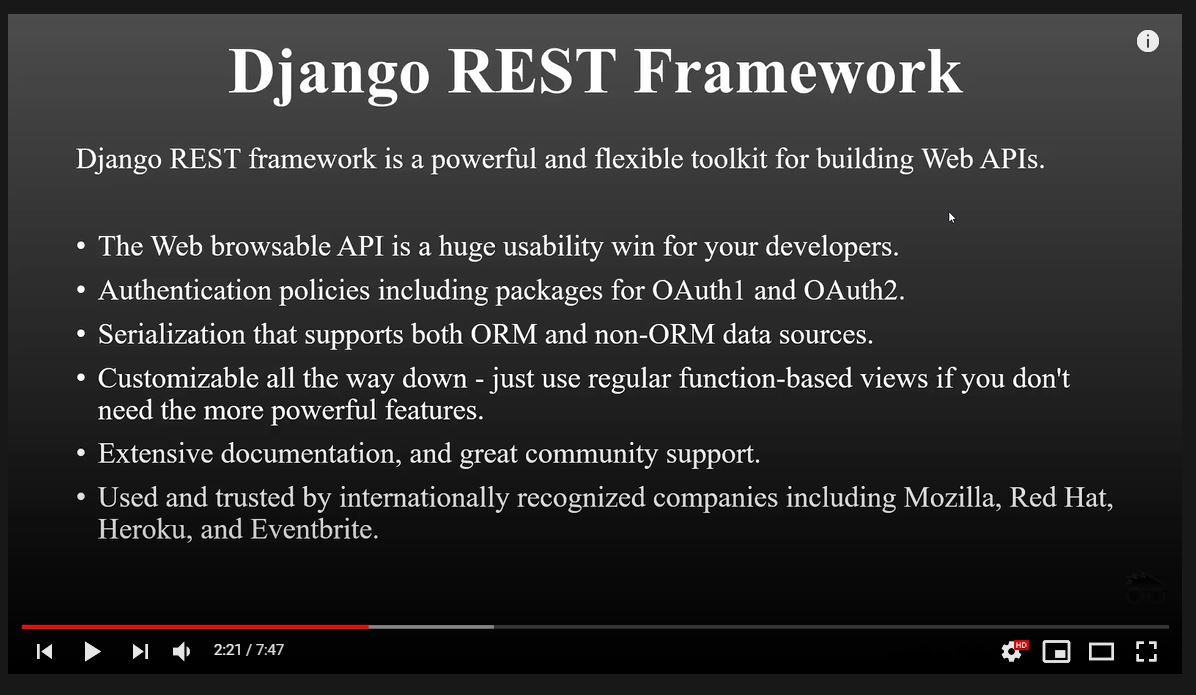 Django REST Framework
Django REST framework is a powerful and flexible toolkit for building Web APIs.
• The Web browsable API is a huge usability win for your developers.
• Authentication policies including packages for OAuth1 and OAuth2.
• Serialization that supports both ORM and non-ORM data sources.
• Customizable all the way down - just use regular function-based views if you don't
need the more powerful features.
• Extensive documentation, and great community support.
• Used and trusted by internationally recognized companies including Mozilla, Red Hat,
Heroku, and Eventbrite.
2:21 / 7:47
HD